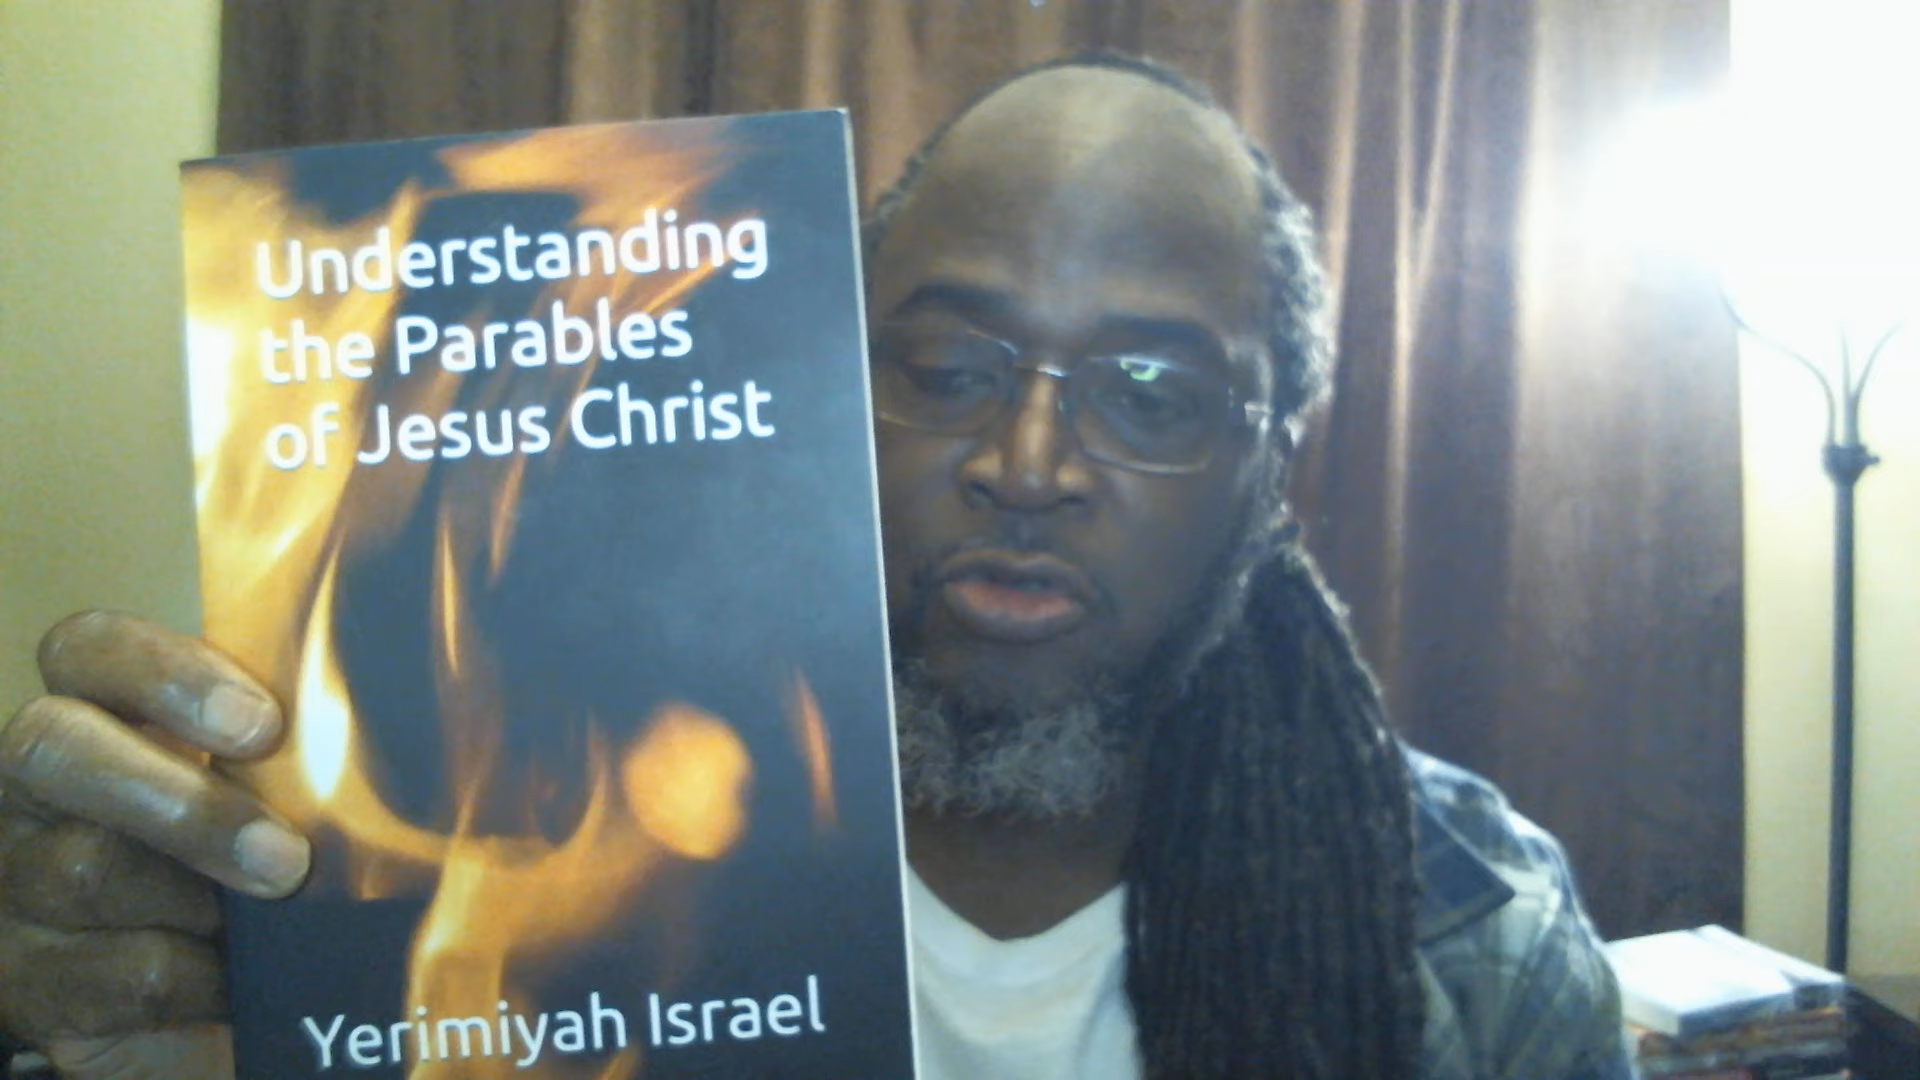 Understanding
the Parables
of Jesus Christ
Yerimiyah Israel